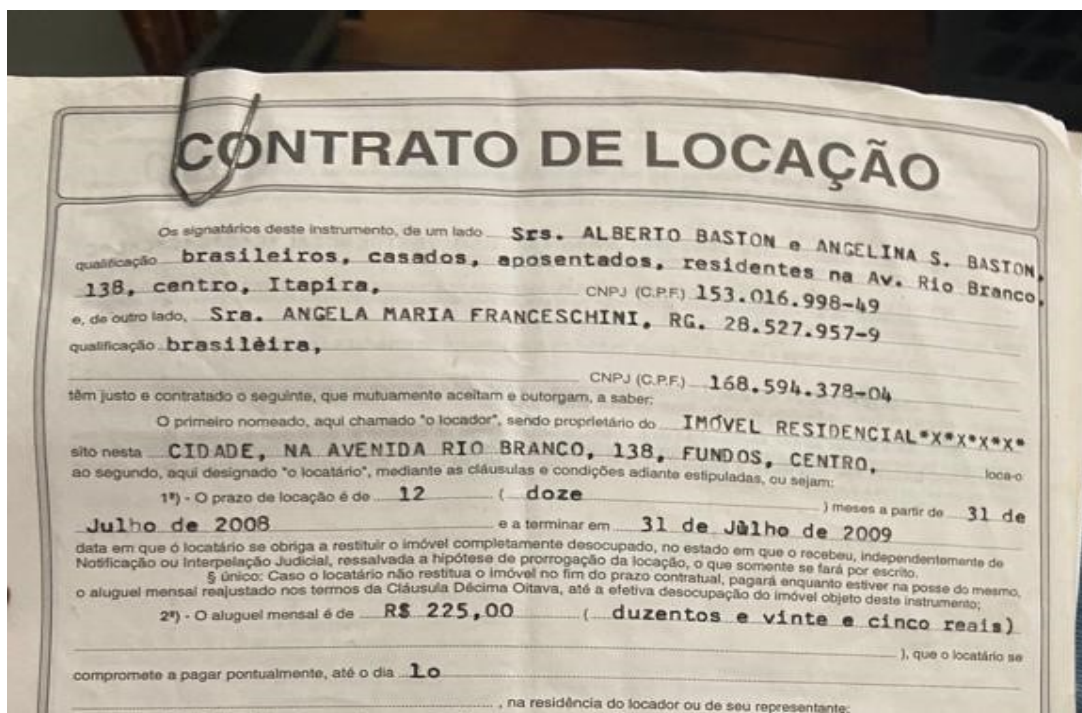 CONTRATO DE LOCAÇÃO
Os signatários deste instrumento, de um lado Srs. ALBERTO BASTON e ANGELINA S. BASTON,
qualificação brasileiros, casados, aposentados, residentes na Av. Rio Branco,
138, centro, Itapira, CNPJ (C.P.F.) 153.016.998-49
e, de outro lado, Sra. ANGELA MARIA FRANCESCHINI, RG. 28.527.957-9
qualificação brasilèira,
CNPJ (C.P.F.) 168.594.378-04
têm justo e contratado o seguinte, que mutuamente aceitam e outorgam, a saber:
O primeiro nomeado, aqui chamado "o locador", sendo proprietário do IMÓVEL RESIDENCIAL*X*X*X*X*
sito nesta CIDADE, NA AVENIDA RIO BRANCO, 138, FUNDOS, CENTRO, loca-o
ao segundo, aqui designado "o locatário", mediante as cláusulas e condições adiante estipuladas, ou sejam:
1ª) - O prazo de locação é de 12 ( doze ) meses a partir de 31 de
Julho de 2008 e a terminar em 31 de Julho de 2009
data em que o locatário se obriga a restituir o imóvel completamente desocupado, no estado em que o recebeu, independentemente de
Notificação ou Interpelação Judicial, ressalvada a hipótese de prorrogação da locação, o que somente se fará por escrito.
§ único: Caso o locatário não restitua o imóvel no fim do prazo contratual, pagará enquanto estiver na posse do mesmo,
o aluguel mensal reajustado nos termos da Cláusula Décima Oitava, até a efetiva desocupação do imóvel objeto deste instrumento;
2ª) - O aluguel mensal é de R$ 225,00 ( duzentos e vinte e cinco reais)
), que o locatário se
compromete a pagar pontualmente, até o dia 1o
, na residência do locador ou de seu representante;